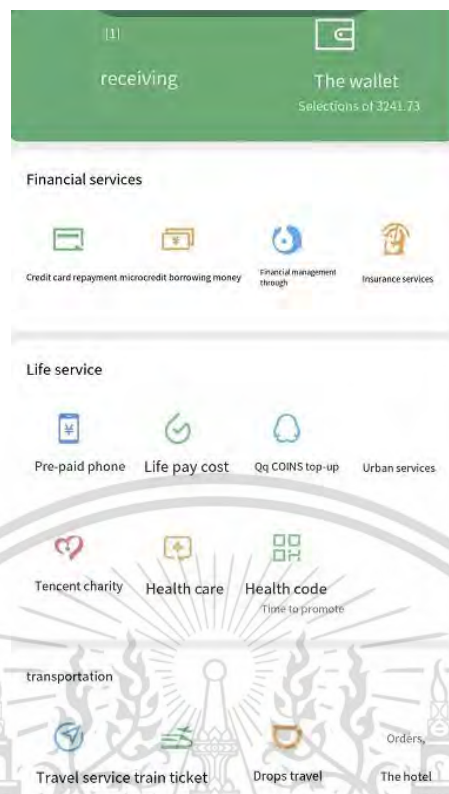 [1]
receiving
The wallet
Selections of 3241.73
Financial services
Credit card repayment microcredit borrowing money
Financial management
through
Insurance services
Life service
Pre-paid phone
Life pay cost
Qq COINS top-up
Urban services
Tencent charity
Health care
Health code
Time to promote
transportation
Travel service train ticket
Drops travel
Orders,
The hotel